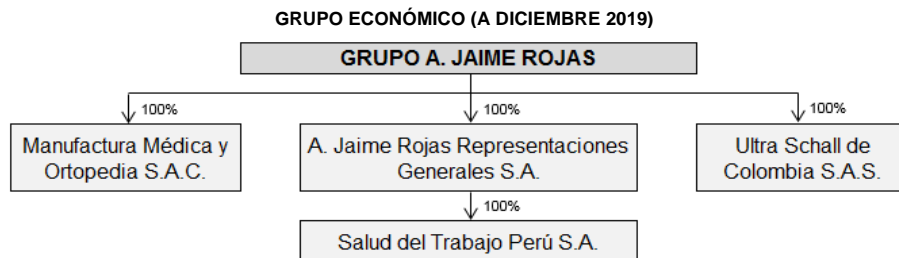 GRUPO ECONÓMICO (A DICIEMBRE 2019)
GRUPO A. JAIME ROJAS
100%
100%
100%
Manufactura Médica y
Ortopedia S.A.C.
A. Jaime Rojas Representaciones
Generales S.A.
Ultra Schall de
Colombia S.A.S.
100%
Salud del Trabajo Perú S.A.